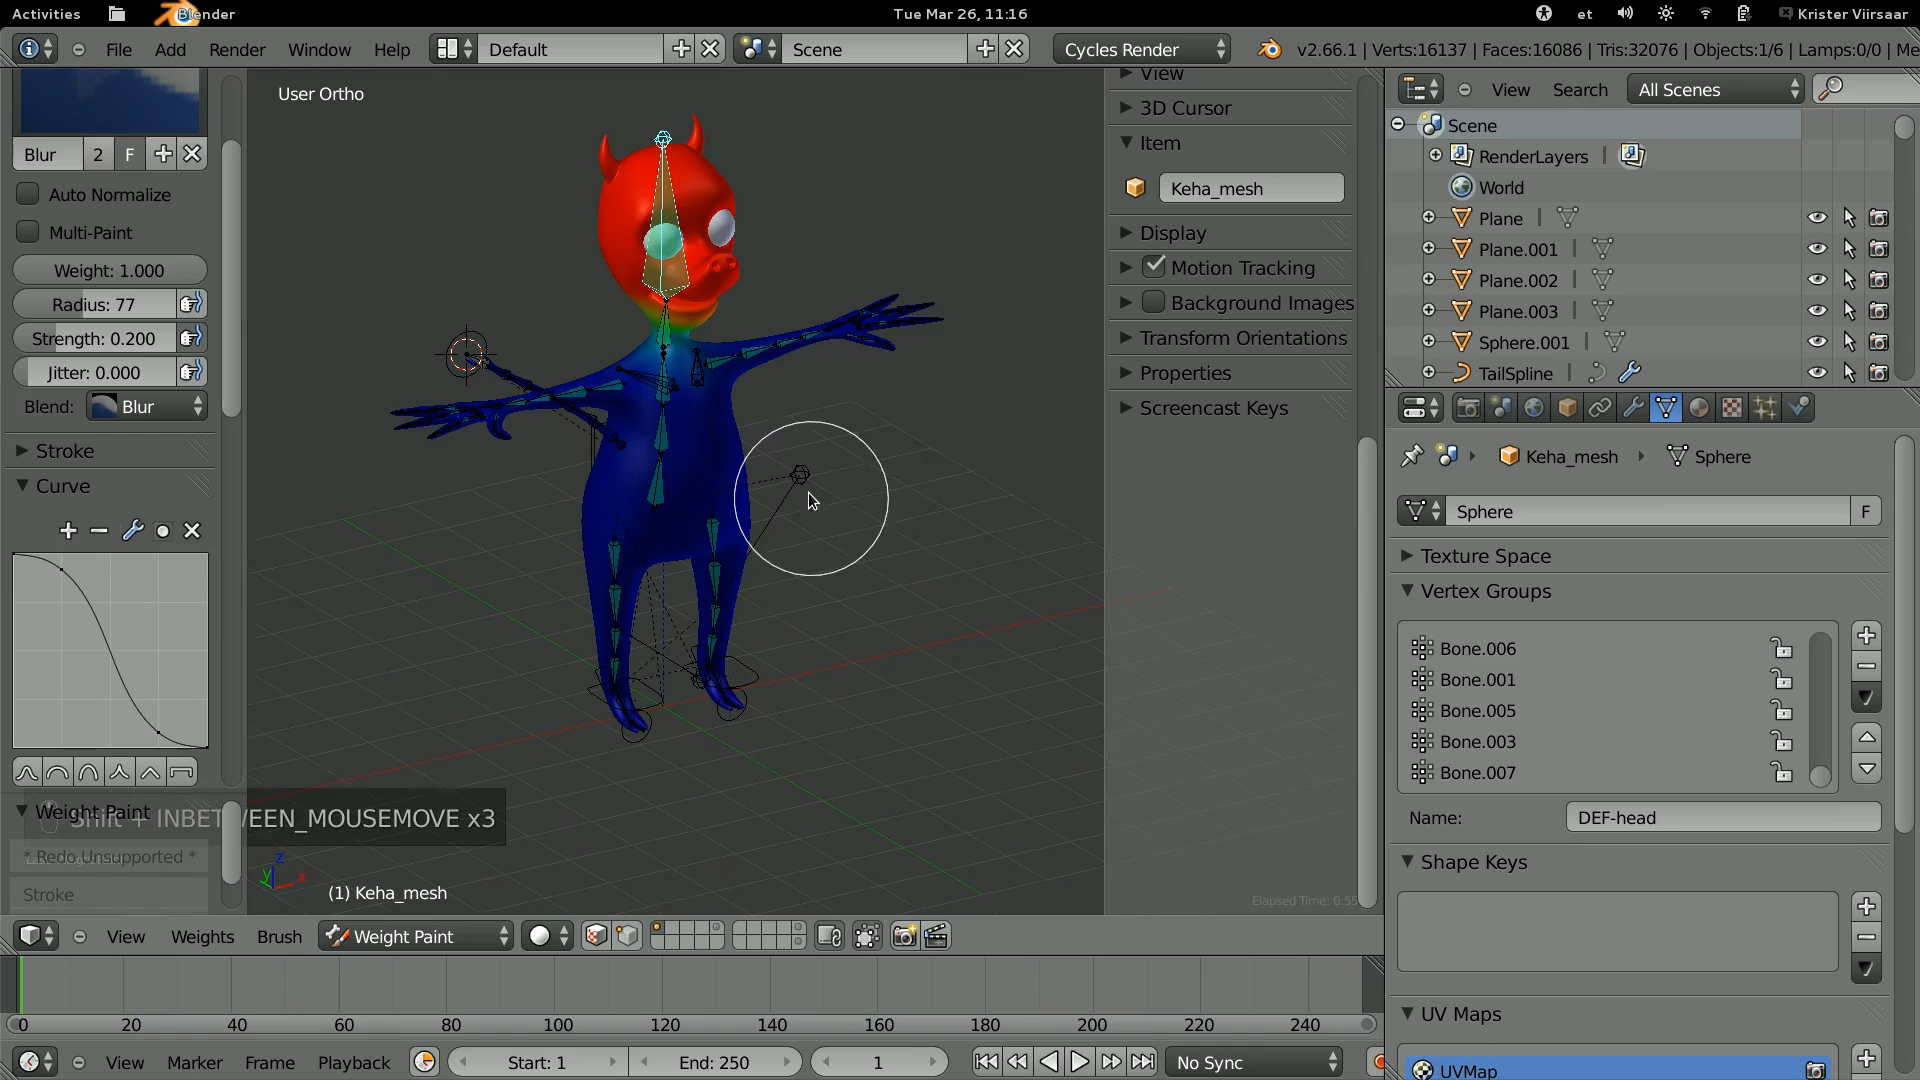 Activities
Blender
Tue Mar 26, 11:16
et
Krister Viirsaar
File Add Render Window Help
Default
Scene
Cycles Render
v2.66.1 | Verts:16137 | Faces:16086 | Tris:32076 | Objects:1/6 | Lamps:0/0 | Me
Blur 2 F
Auto Normalize
Multi-Paint
Weight: 1.000
Radius: 77
Strength: 0.200
Jitter: 0.000
Blend: Blur
Stroke
Curve
Weight Paint
Shift + INBETWEEN_MOUSEMOVE x3
* Redo Unsupported *
Stroke
User Ortho
z
y
x
(1) Keha_mesh
View
3D Cursor
Item
Keha_mesh
Display
Motion Tracking
Background Images
Transform Orientations
Properties
Screencast Keys
Elapsed Time: 0:55
View Search All Scenes
Scene
RenderLayers |
World
Plane |
Plane.001 |
Plane.002 |
Plane.003 |
Sphere.001 |
TailSpline |
Keha_mesh Sphere
Sphere F
Texture Space
Vertex Groups
Bone.006
Bone.001
Bone.005
Bone.003
Bone.007
Name: DEF-head
Shape Keys
UV Maps
UVMap
View Weights Brush Weight Paint
0 20 40 60 80 100 120 140 160 180 200 220 240
View Marker Frame Playback Start: 1 End: 250 1 No Sync